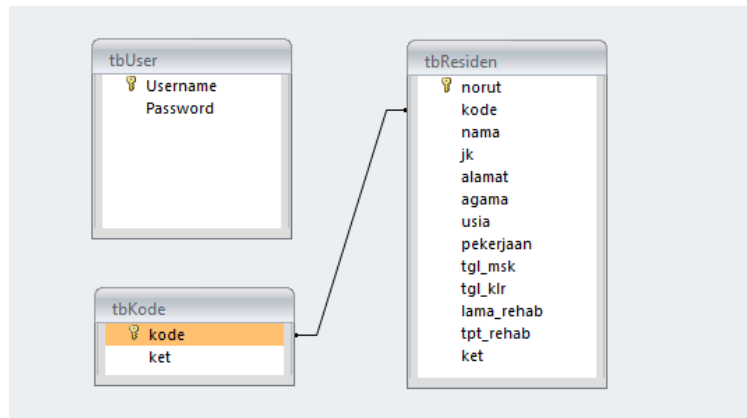 tbUser
Username
Password
tbKode
kode
ket
tbResiden
norut
kode
nama
jk
alamat
agama
usia
pekerjaan
tgl_msk
tgl_klr
lama_rehab
tpt_rehab
ket